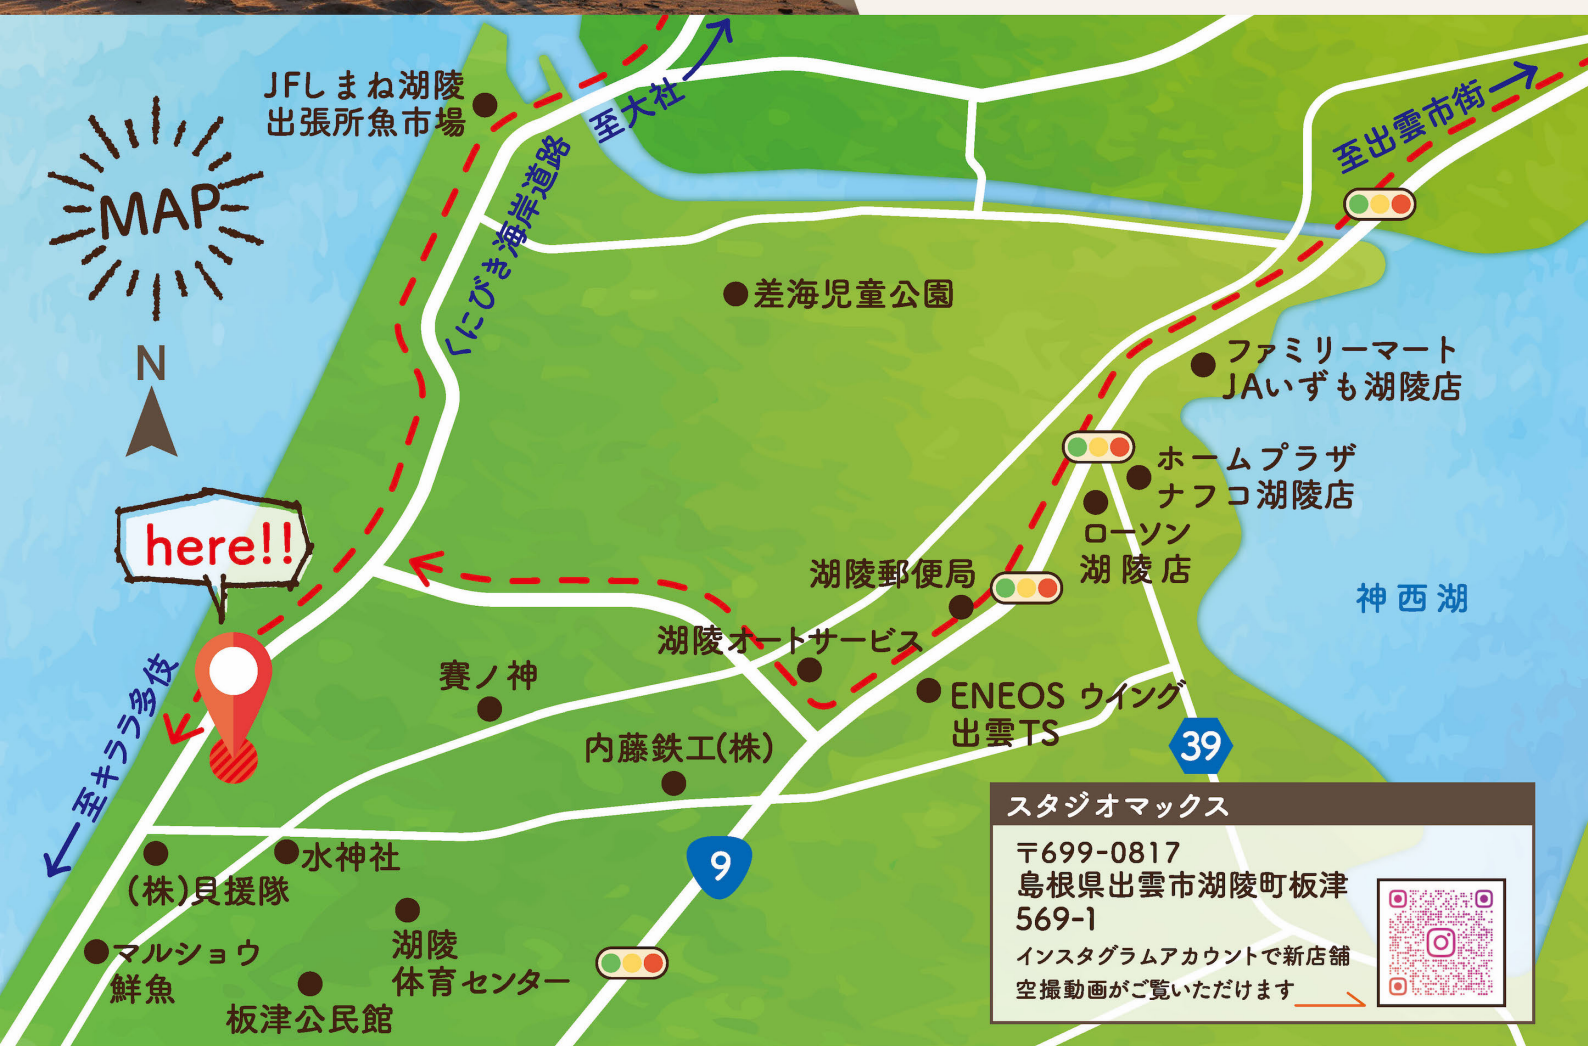 JFしまね湖陵
出張所魚市場
至大社
至出雲市街
くにびき海岸道路
MAP
差海児童公園
N
ファミリーマート
JAいずも湖陵店
ホームプラザ
ナフコ湖陵店
ローソン
湖陵店
here!!
湖陵郵便局
神西湖
湖陵オートサービス
賽ノ神
ENEOS ウイング
出雲TS
至キララ多伎
内藤鉄工(株)
39
9
水神社
(株)貝援隊
湖陵
体育センター
マルショウ
鮮魚
板津公民館
スタジオマックス
〒699-0817
島根県出雲市湖陵町板津
569-1
インスタグラムアカウントで新店舗
空撮動画がご覧いただけます